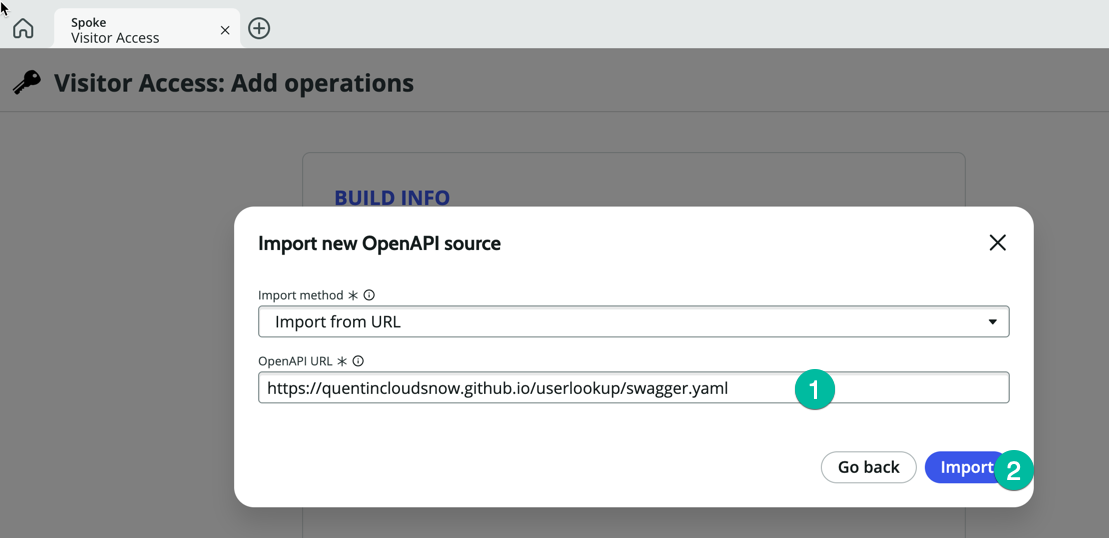 Spoke
Visitor Access
Visitor Access: Add operations
BUILD INFO
Import new OpenAPI source
Import method
Import from URL
OpenAPI URL
https://quentincloudsnow.github.io/userlookup/swagger.yaml
1
Go back
Import
2